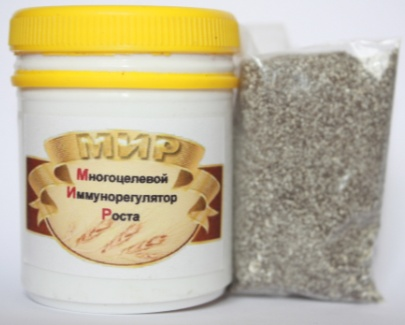 МИР
Многоцелевой
Иммунорегулятор
Роста